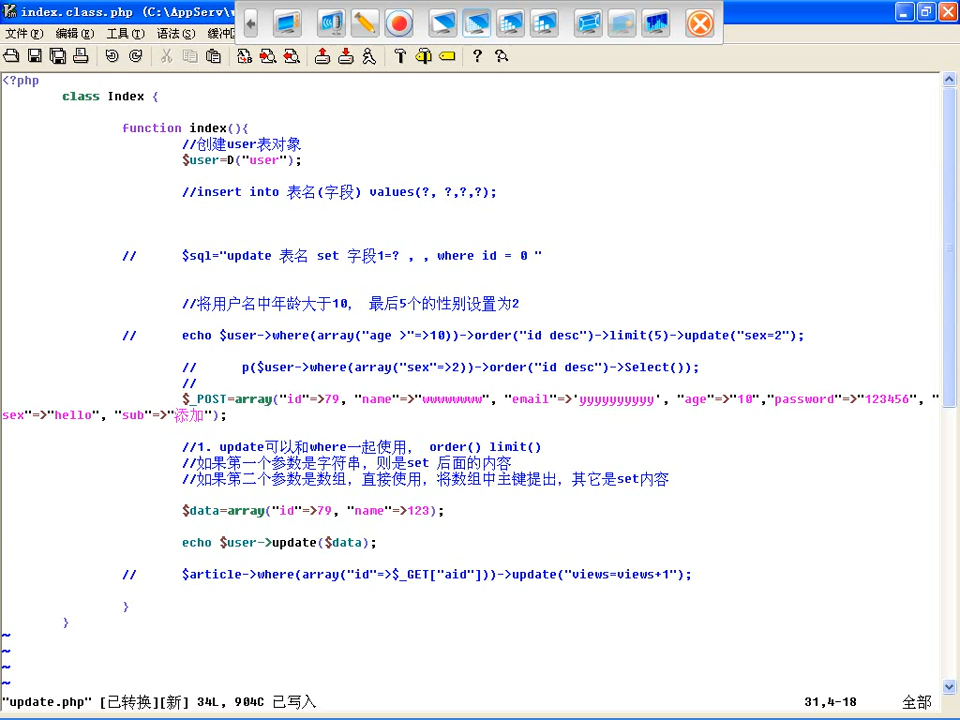 index.class.php (C:\AppServ\w
文件(F) 编辑(E) 工具(T) 语法(S) 缓冲区
<?php
class Index {
function index(){
//创建user表对象
$user=D("user");
//insert into 表名(字段) values(?, ?,?,?);
// $sql="update 表名 set 字段1=? , , where id = 0 "
//将用户名中年龄大于10, 最后5个的性别设置为2
// echo $user->where(array("age >"=>10))->order("id desc")->limit(5)->update("sex=2");
// p($user->where(array("sex"=>2))->order("id desc")->Select());
//
$_POST=array("id"=>79, "name"=>"wwwwwwww", "email"=>'yyyyyyyyyy', "age"=>"10","password"=>"123456", "
sex"=>"hello", "sub"=>"添加");
//1. update可以和where一起使用, order() limit()
//如果第一个参数是字符串，则是set 后面的内容
//如果第二个参数是数组，直接使用，将数组中主键提出，其它是set内容
$data=array("id"=>79, "name"=>123);
echo $user->update($data);
// $article->where(array("id"=>$_GET["aid"]))->update("views=views+1");
}
}
~
~
~
~
"update.php" [已转换][新] 34L, 904C 已写入 31,4-18 全部